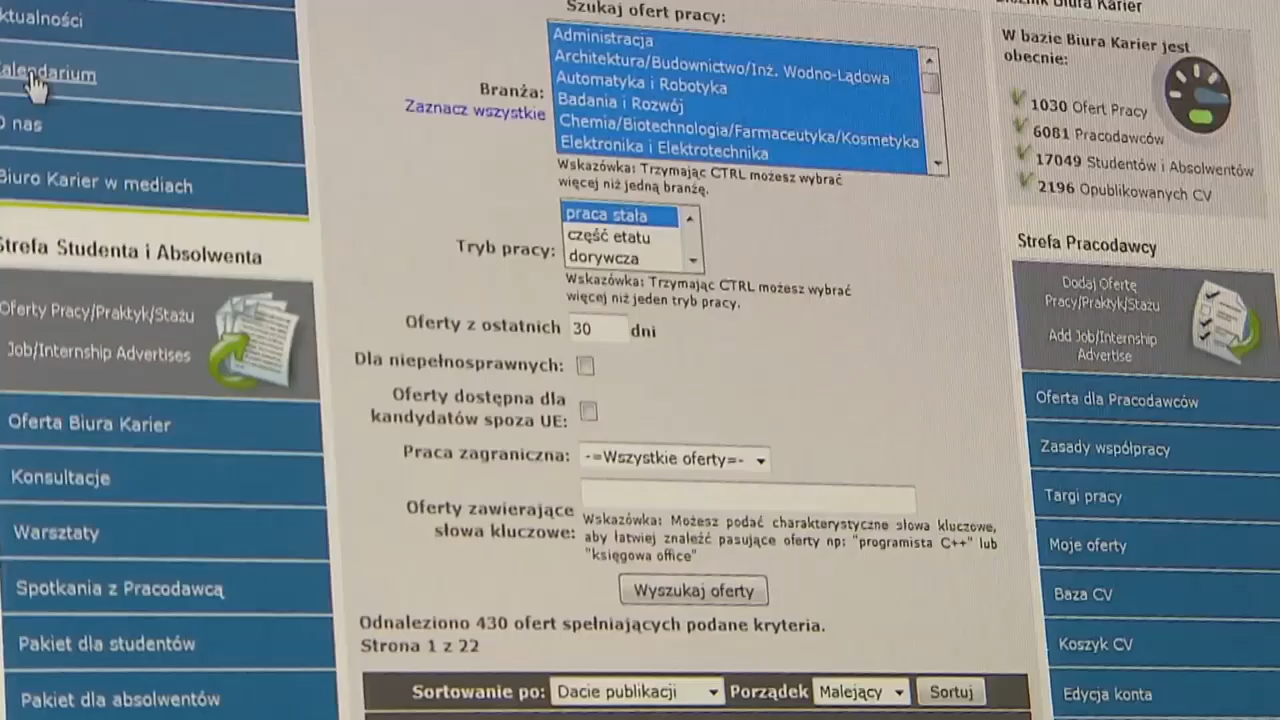 ktualności
Kalendarium
O nas
Biuro Karier w mediach
Strefa Studenta i Absolwenta
Oferty Pracy/Praktyk/Stażu
Job/Internship Advertises
Oferta Biura Karier
Konsultacje
Warsztaty
Spotkania z Pracodawcą
Pakiet dla studentów
Pakiet dla absolwentów
Szukaj ofert pracy:
Branża:
Zaznacz wszystkie
Administracja
Architektura/Budownictwo/Inż. Wodno-Lądowa
Automatyka i Robotyka
Badania i Rozwój
Chemia/Biotechnologia/Farmaceutyka/Kosmetyka
Elektronika i Elektrotechnika
Wskazówka: Trzymając CTRL możesz wybrać
więcej niż jedną branżę.
Tryb pracy:
praca stała
część etatu
dorywcza
Wskazówka: Trzymając CTRL możesz wybrać
więcej niż jeden tryb pracy.
Oferty z ostatnich 30 dni
Dla niepełnosprawnych:
Oferty dostępna dla
kandydatów spoza UE:
Praca zagraniczna: -=Wszystkie oferty=-
Oferty zawierające
słowa kluczowe:
Wskazówka: Możesz podać charakterystyczne słowa kluczowe,
aby łatwiej znaleźć pasujące oferty np: "programista C++" lub
"księgowa office"
Wyszukaj oferty
Odnaleziono 430 ofert spełniających podane kryteria.
Strona 1 z 22
Sortowanie po: Dacie publikacji Porządek Malejący Sortuj
Biura Karier
W bazie Biura Karier jest
obecnie:
1030 Ofert Pracy
6081 Pracodawców
17049 Studentów i Absolwentów
2196 Opublikowanych CV
Strefa Pracodawcy
Dodaj Ofertę
Pracy/Praktyk/Stażu
Add Job/Internship
Advertise
Oferta dla Pracodawców
Zasady współpracy
Targi pracy
Moje oferty
Baza CV
Koszyk CV
Edycja konta